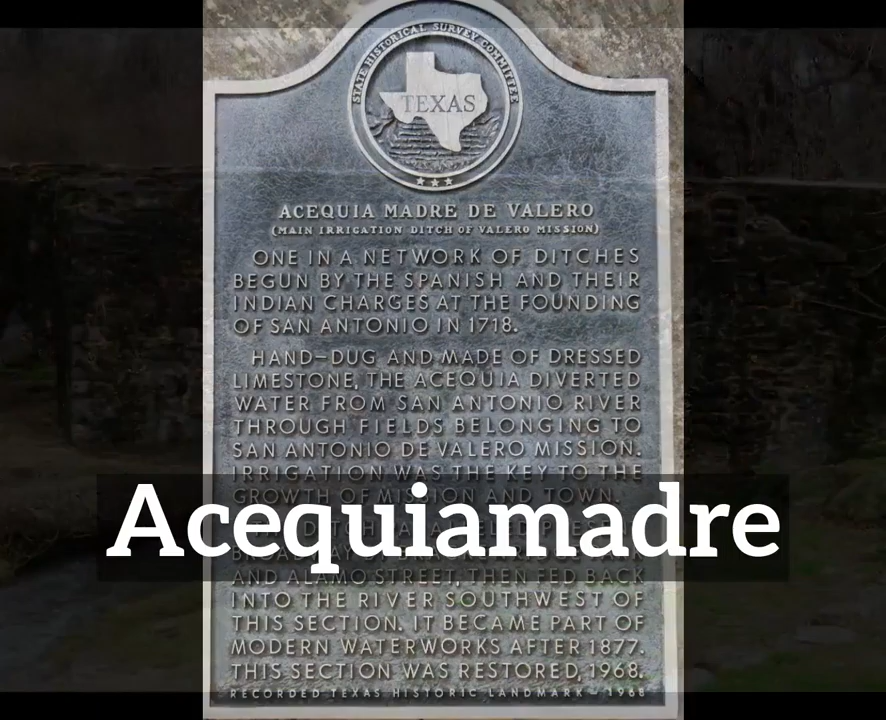 STATE HISTORICAL SURVEY COMMITTEE
TEXAS
ACEQUIA MADRE DE VALERO
(MAIN IRRIGATION DITCH OF VALERO MISSION)
ONE IN A NETWORK OF DITCHES
BEGUN BY THE SPANISH AND THEIR
INDIAN CHARGES AT THE FOUNDING
OF SAN ANTONIO IN 1718.
HAND-DUG AND MADE OF DRESSED
LIMESTONE, THE ACEQUIA DIVERTED
WATER FROM SAN ANTONIO RIVER
THROUGH FIELDS BELONGING TO
SAN ANTONIO DE VALERO MISSION.
IRRIGATION WAS THE KEY TO THE
GROWTH OF MISSION AND TOWN.
Acequiamadre
AND ALAMO STREET, THEN FED BACK
INTO THE RIVER SOUTHWEST OF
THIS SECTION. IT BECAME PART OF
MODERN WATERWORKS AFTER 1877.
THIS SECTION WAS RESTORED, 1968.
RECORDED TEXAS HISTORIC LANDMARK - 1968